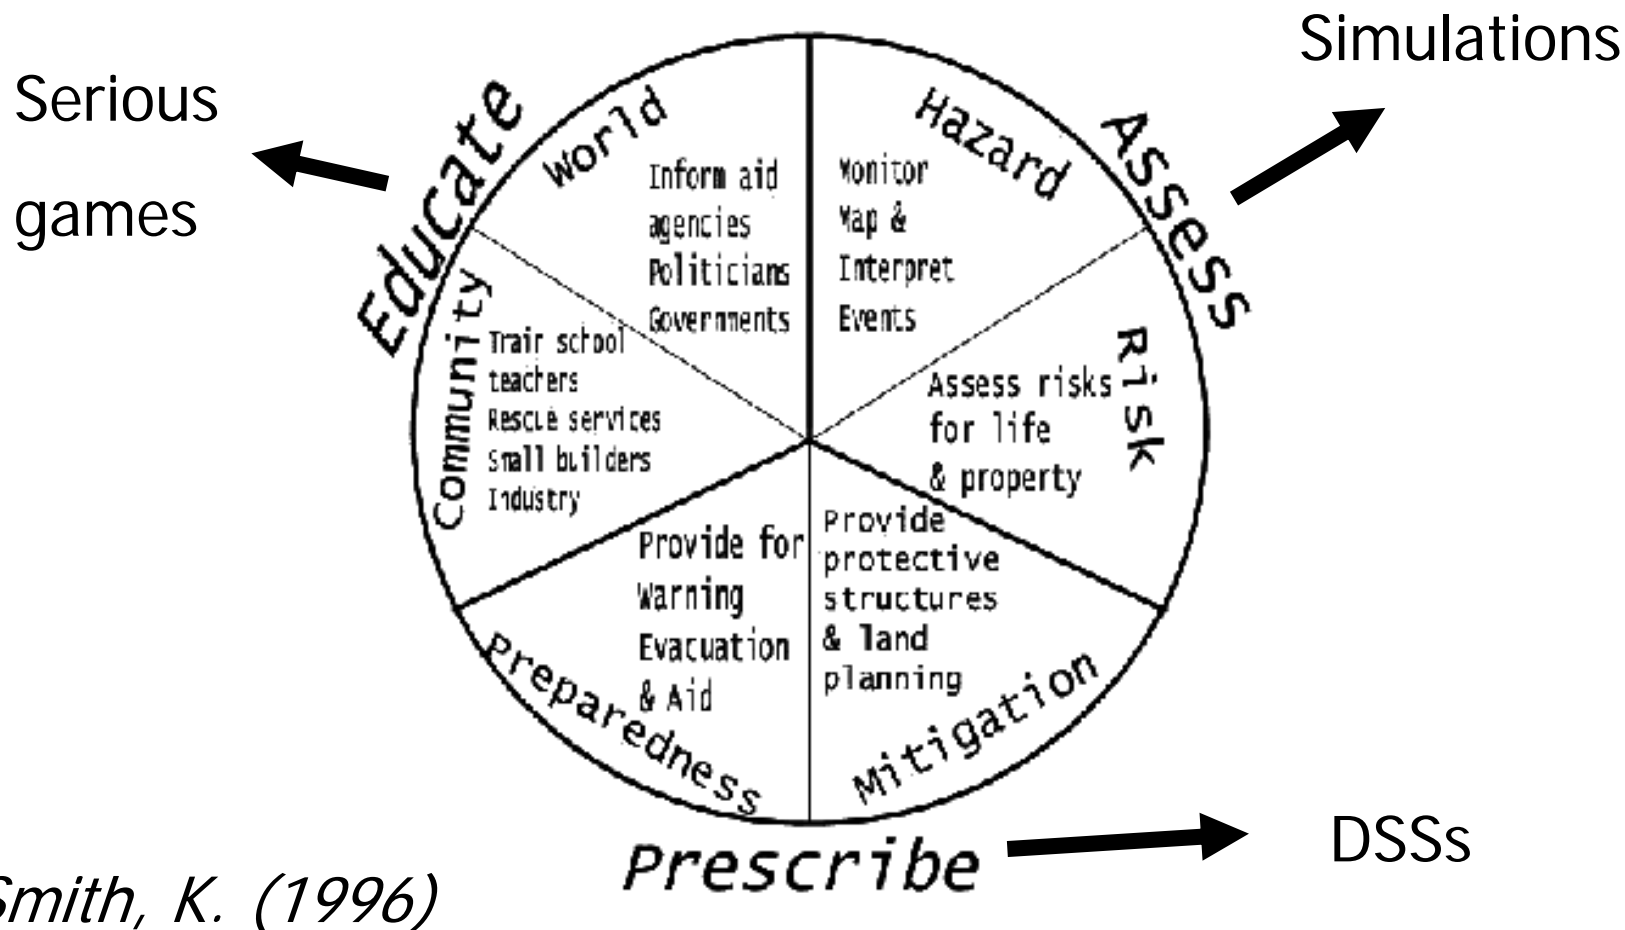 Serious
games
Simulations
Educate
World
Inform aid
agencies
Politicians
Governments
Hazard
Monitor
Map &
Interpret
Events
Assess
Community
Train school
teachers
Rescue services
Small builders
Industry
Risk
Assess risks
for life
& property
Provide for
Warning
Evacuation
& Aid
Preparedness
Provide
protective
structures
& land
planning
Mitigation
Prescribe
DSSs
Smith, K. (1996)